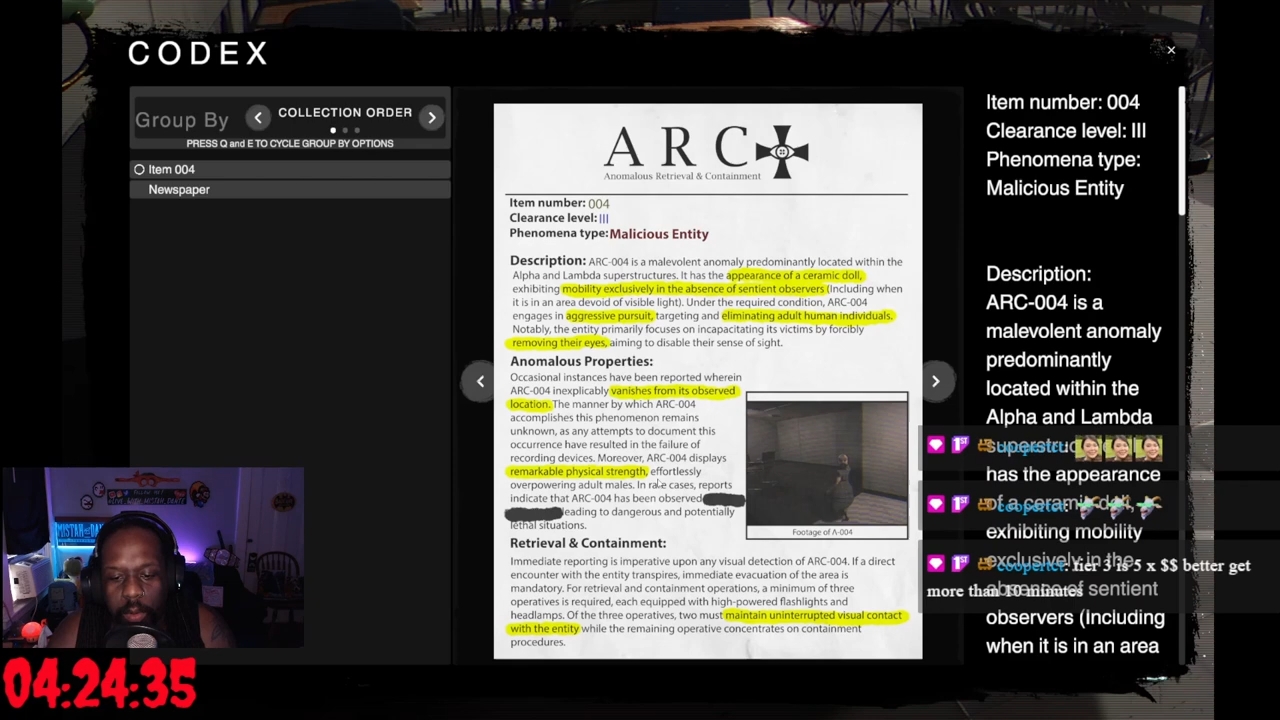 CODEX
×
Group By
COLLECTION ORDER
PRESS Q and E TO CYCLE GROUP BY OPTIONS
Item 004
Newspaper
ARC
Anomalous Retrieval & Containment
Item number: 004
Clearance level: III
Phenomena type: Malicious Entity
Description: ARC-004 is a malevolent anomaly predominantly located within the
Alpha and Lambda superstructures. It has the appearance of a ceramic doll,
exhibiting mobility exclusively in the absence of sentient observers (Including when
it is in an area devoid of visible light). Under the required condition, ARC-004
engages in aggressive pursuit, targeting and eliminating adult human individuals.
Notably, the entity primarily focuses on incapacitating its victims by forcibly
removing their eyes, aiming to disable their sense of sight.
Anomalous Properties:
Occasional instances have been reported wherein
ARC-004 inexplicably vanishes from its observed
location. The manner by which ARC-004
accomplishes this phenomenon remains
unknown, as any attempts to document this
occurrence have resulted in the failure of
recording devices. Moreover, ARC-004 displays
remarkable physical strength, effortlessly
overpowering adult males. In rare cases, reports
indicate that ARC-004 has been observed
leading to dangerous and potentially
lethal situations.
Footage of Λ-004
Retrieval & Containment:
Immediate reporting is imperative upon any visual detection of ARC-004. If a direct
encounter with the entity transpires, immediate evacuation of the area is
mandatory. For retrieval and containment operations, a minimum of three
operatives is required, each equipped with high-powered flashlights and
headlamps. Of the three operatives, two must maintain uninterrupted visual contact
with the entity while the remaining operative concentrates on containment
procedures.
Item number: 004
Clearance level: III
Phenomena type:
Malicious Entity
Description:
ARC-004 is a
malevolent anomaly
predominantly
located within the
Alpha and Lambda
has the appearance
exhibiting mobility
exclusively in the
sentient
observers (Including
when it is in an area
: tier 3 is 5 x $$ better get
more than 10 minutes
04:24:35